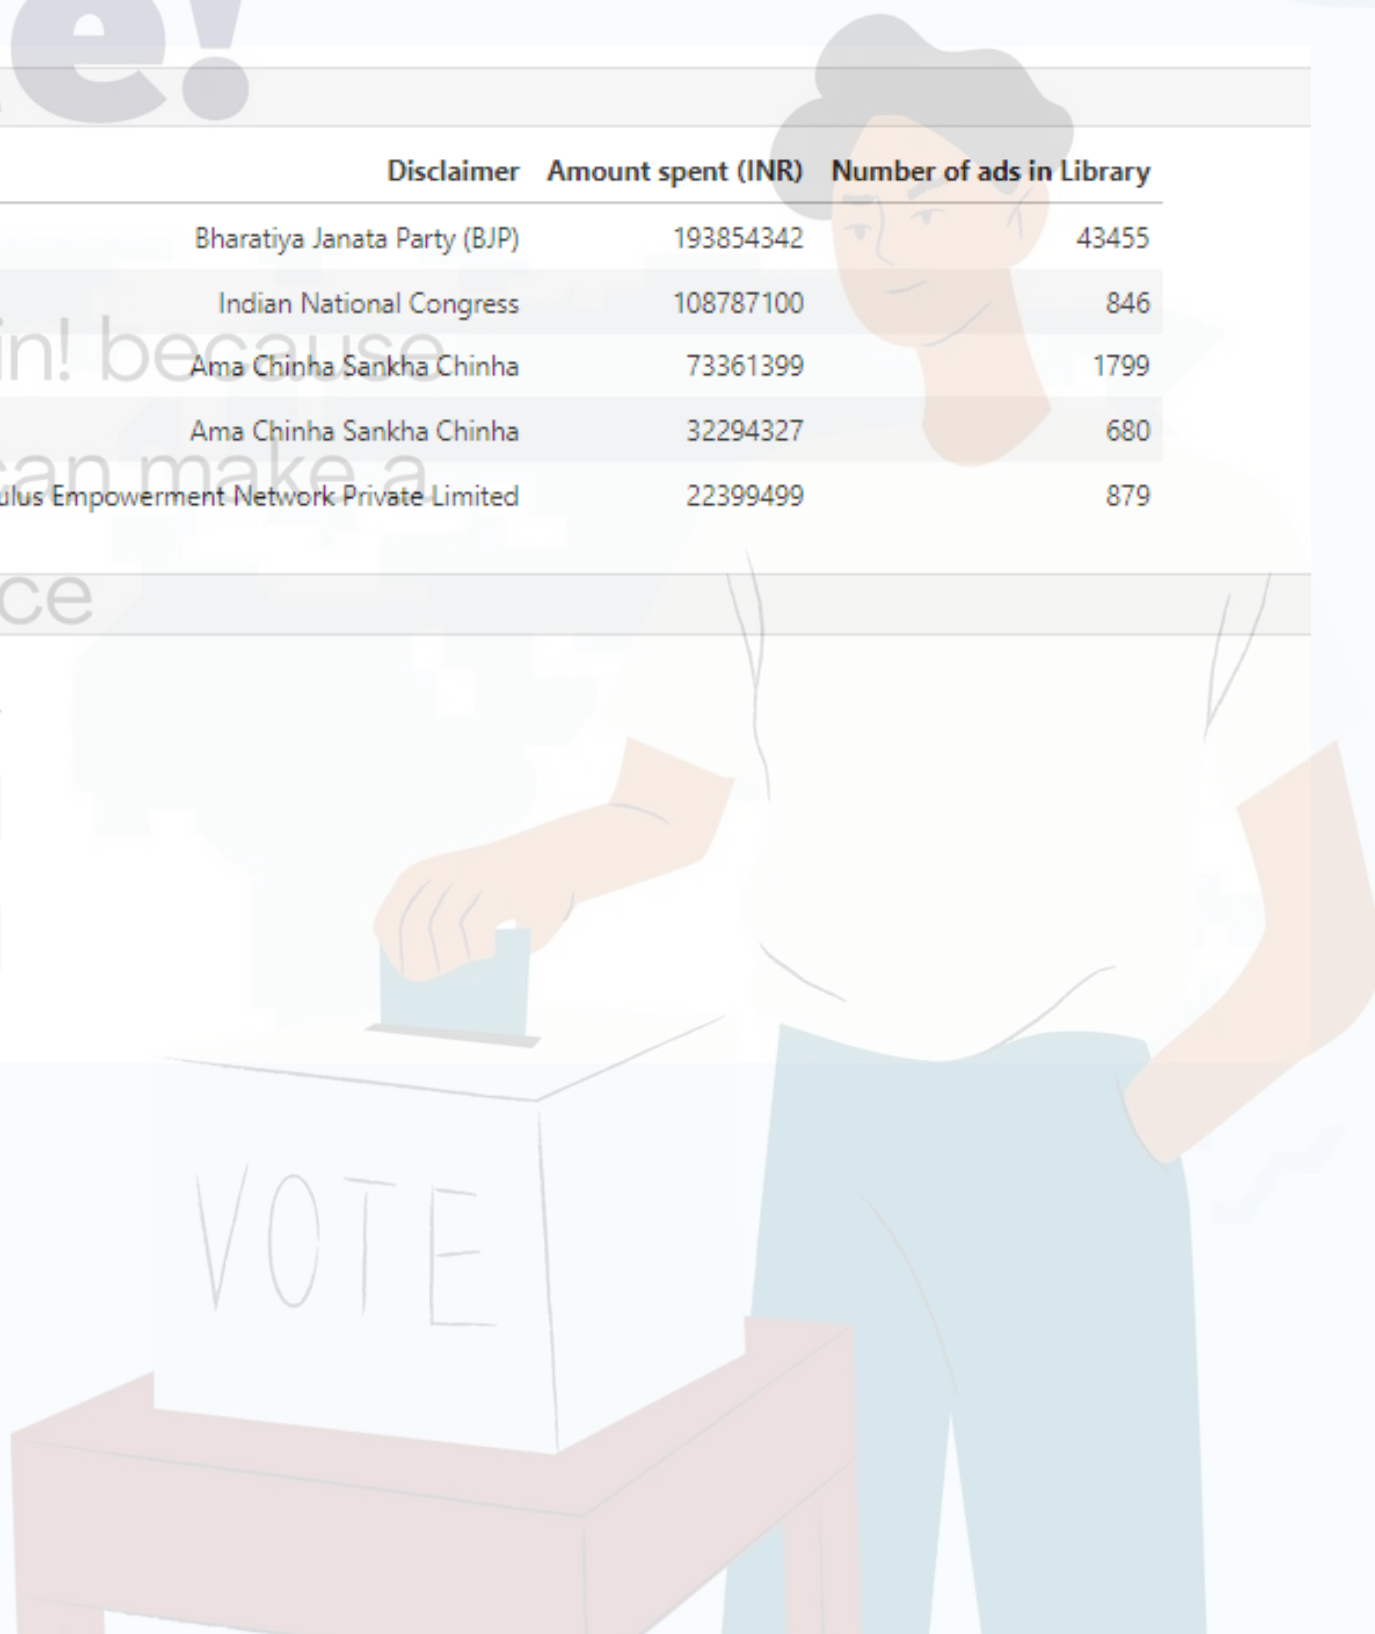 e!
Disclaimer Amount spent (INR) Number of ads in Library
Bharatiya Janata Party (BJP) 193854342 43455
Indian National Congress 108787100 846
in! because
Ama Chinha Sankha Chinha 73361399 1799
Ama Chinha Sankha Chinha 32294327 680
can make a
ulus Empowerment Network Private Limited 22399499 879
ce
VOTE